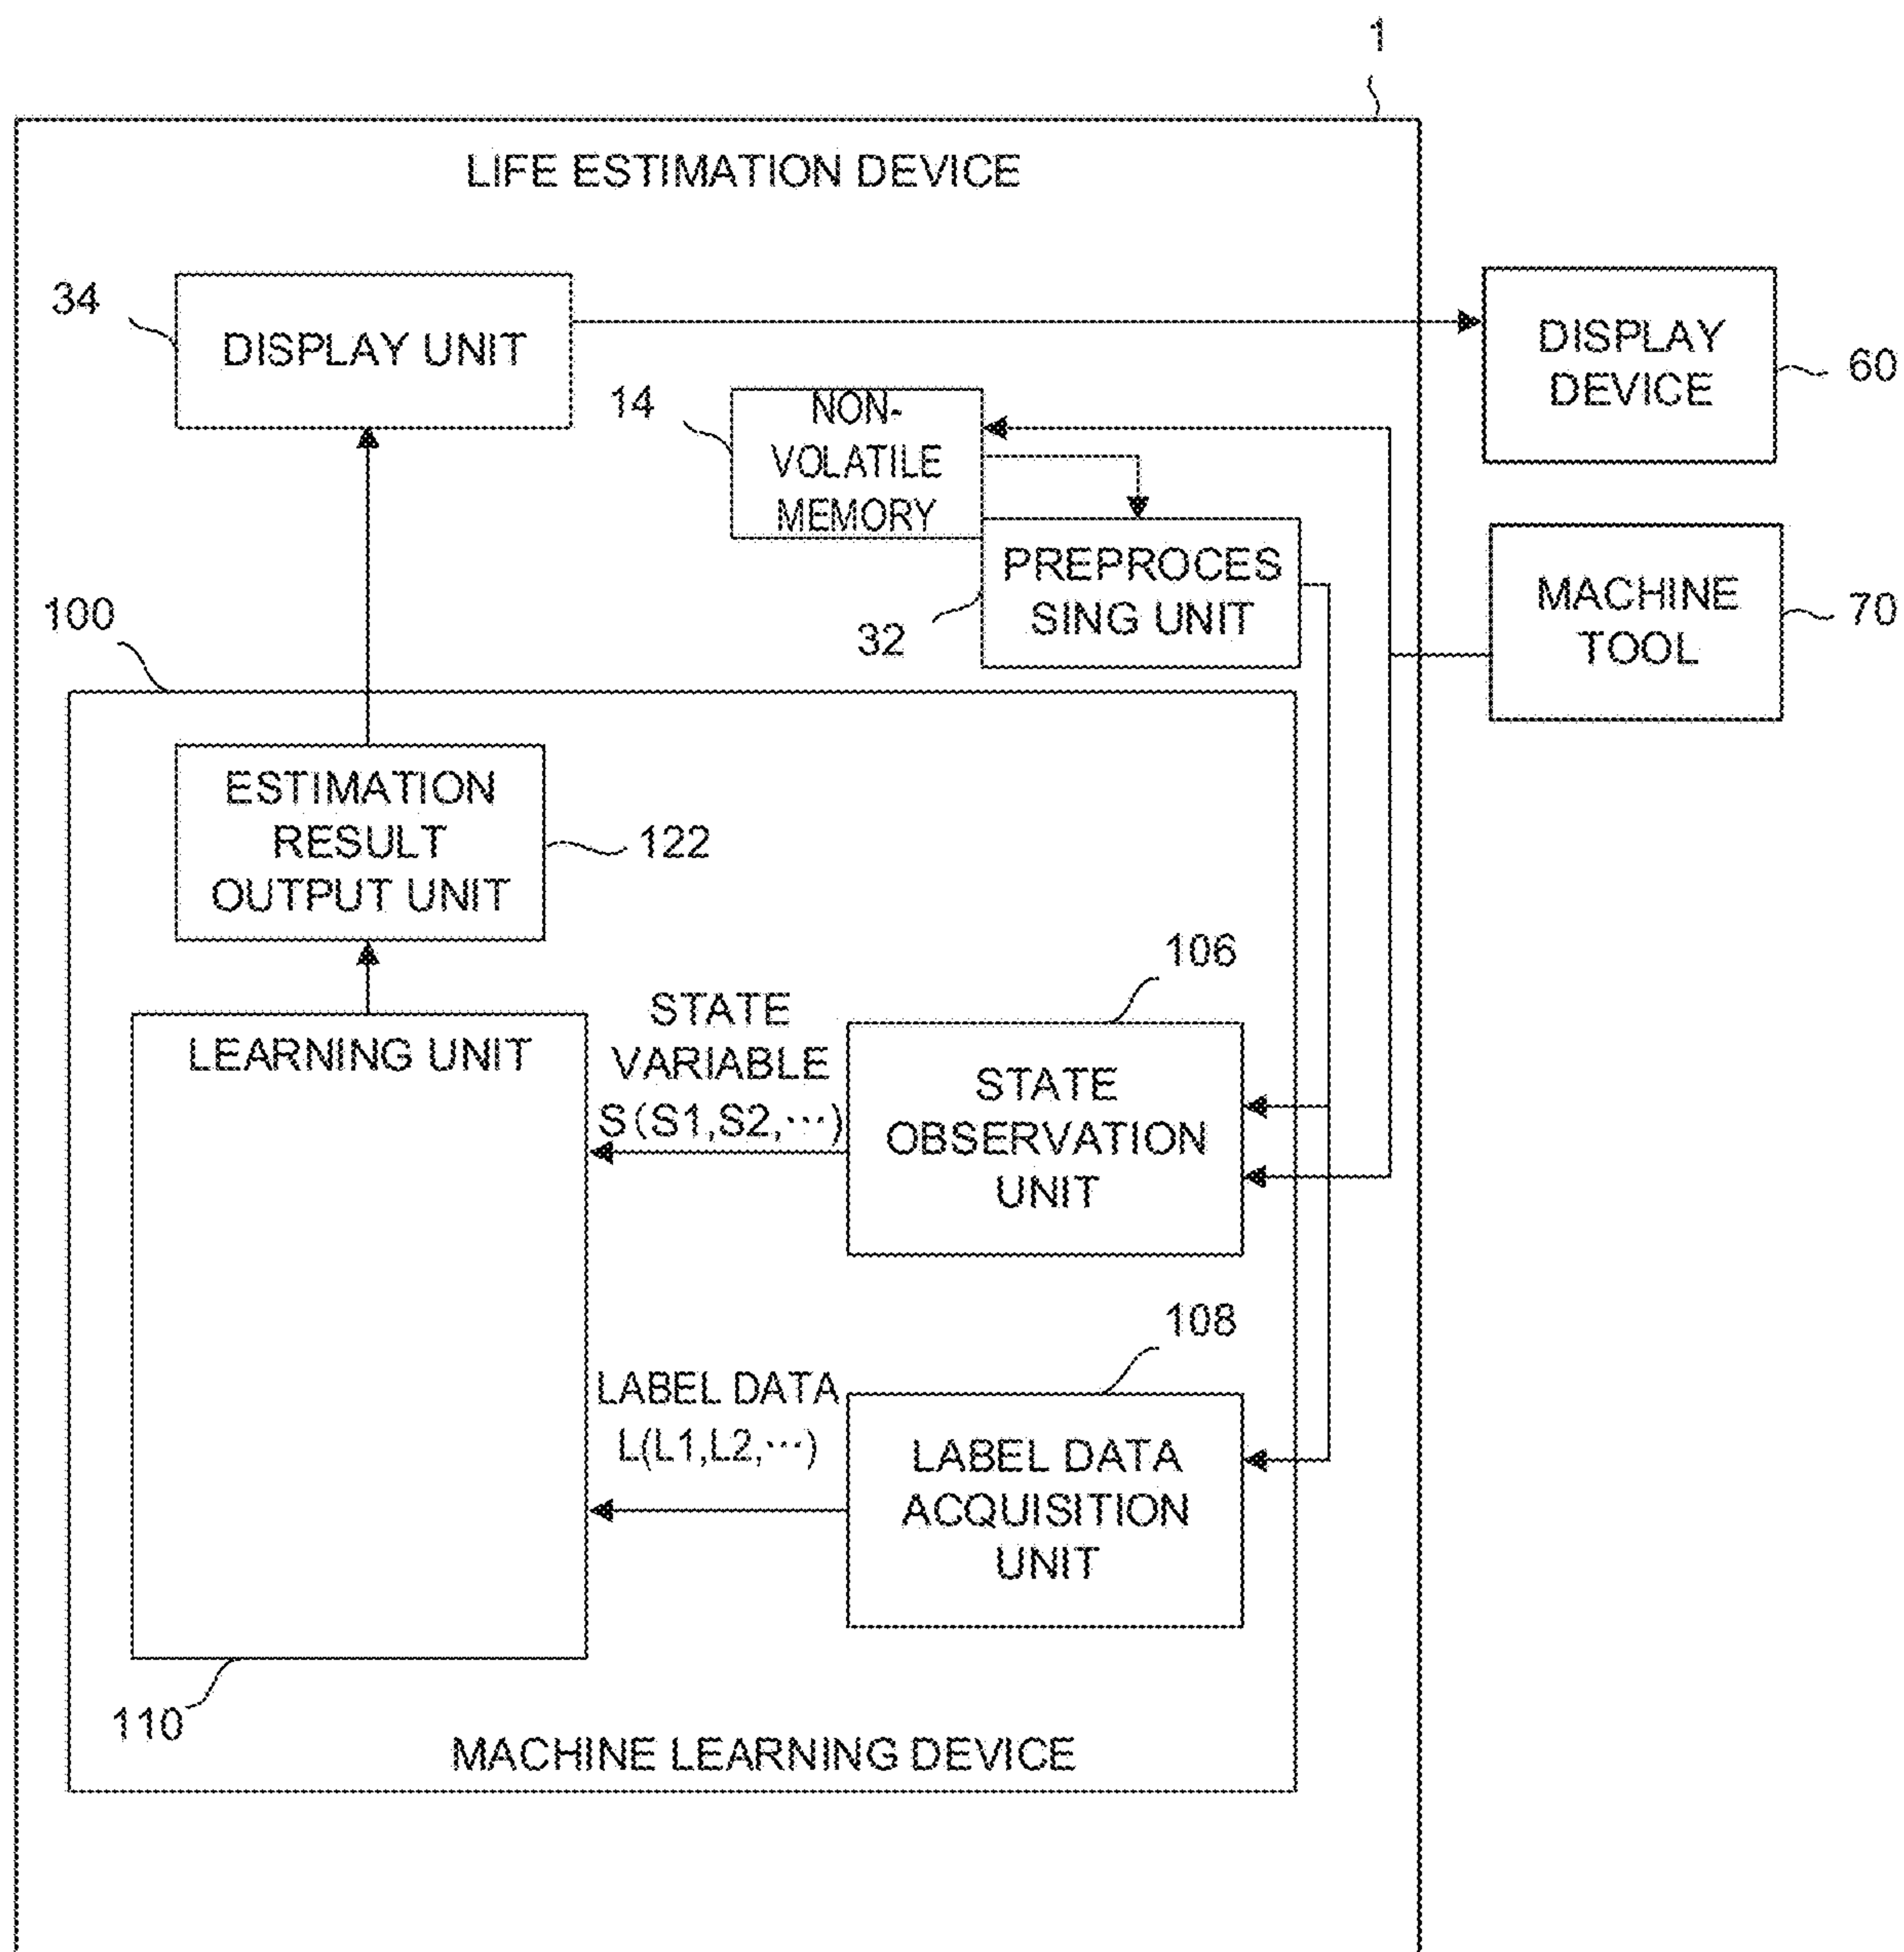 1
LIFE ESTIMATION DEVICE
34
DISPLAY UNIT
DISPLAY
DEVICE
60
14
NON-
VOLATILE
MEMORY
PREPROCES
SING UNIT
32
MACHINE
TOOL
70
100
ESTIMATION
RESULT
OUTPUT UNIT
122
106
LEARNING UNIT
STATE
VARIABLE
S(S1,S2,⋯)
STATE
OBSERVATION
UNIT
108
LABEL DATA
L(L1,L2,⋯)
LABEL DATA
ACQUISITION
UNIT
110
MACHINE LEARNING DEVICE